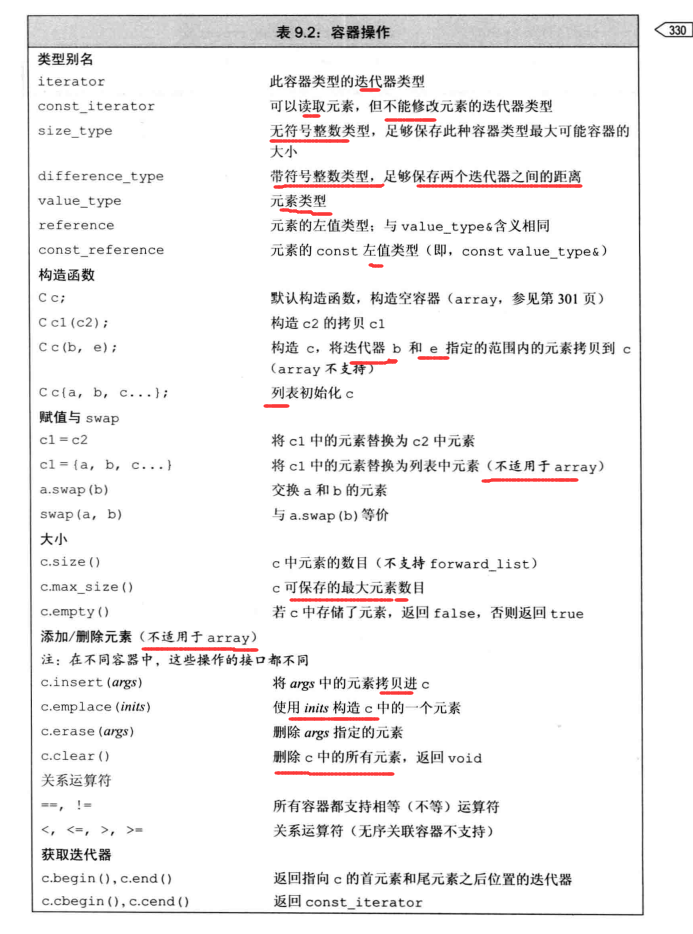 表 9.2：容器操作
330
类型别名
iterator 此容器类型的迭代器类型
const_iterator 可以读取元素，但不能修改元素的迭代器类型
size_type 无符号整数类型，足够保存此种容器类型最大可能容器的
大小
difference_type 带符号整数类型，足够保存两个迭代器之间的距离
value_type 元素类型
reference 元素的左值类型；与 value_type&含义相同
const_reference 元素的 const 左值类型（即，const value_type&）
构造函数
C c; 默认构造函数，构造空容器（array，参见第 301 页）
C c1(c2); 构造 c2 的拷贝 c1
C c(b, e); 构造 c，将迭代器 b 和 e 指定的范围内的元素拷贝到 c
（array 不支持）
C c{a, b, c...}; 列表初始化 c
赋值与 swap
c1 = c2 将 c1 中的元素替换为 c2 中元素
c1 = {a, b, c...} 将 c1 中的元素替换为列表中元素（不适用于 array）
a.swap(b) 交换 a 和 b 的元素
swap(a, b) 与 a.swap(b)等价
大小
c.size() c 中元素的数目（不支持 forward_list）
c.max_size() c 可保存的最大元素数目
c.empty() 若 c 中存储了元素，返回 false，否则返回 true
添加/删除元素（不适用于 array）
注：在不同容器中，这些操作的接口都不同
c.insert(args) 将 args 中的元素拷贝进 c
c.emplace(inits) 使用 inits 构造 c 中的一个元素
c.erase(args) 删除 args 指定的元素
c.clear() 删除 c 中的所有元素，返回 void
关系运算符
==, != 所有容器都支持相等（不等）运算符
<, <=, >, >= 关系运算符（无序关联容器不支持）
获取迭代器
c.begin(), c.end() 返回指向 c 的首元素和尾元素之后位置的迭代器
c.cbegin(), c.cend() 返回 const_iterator